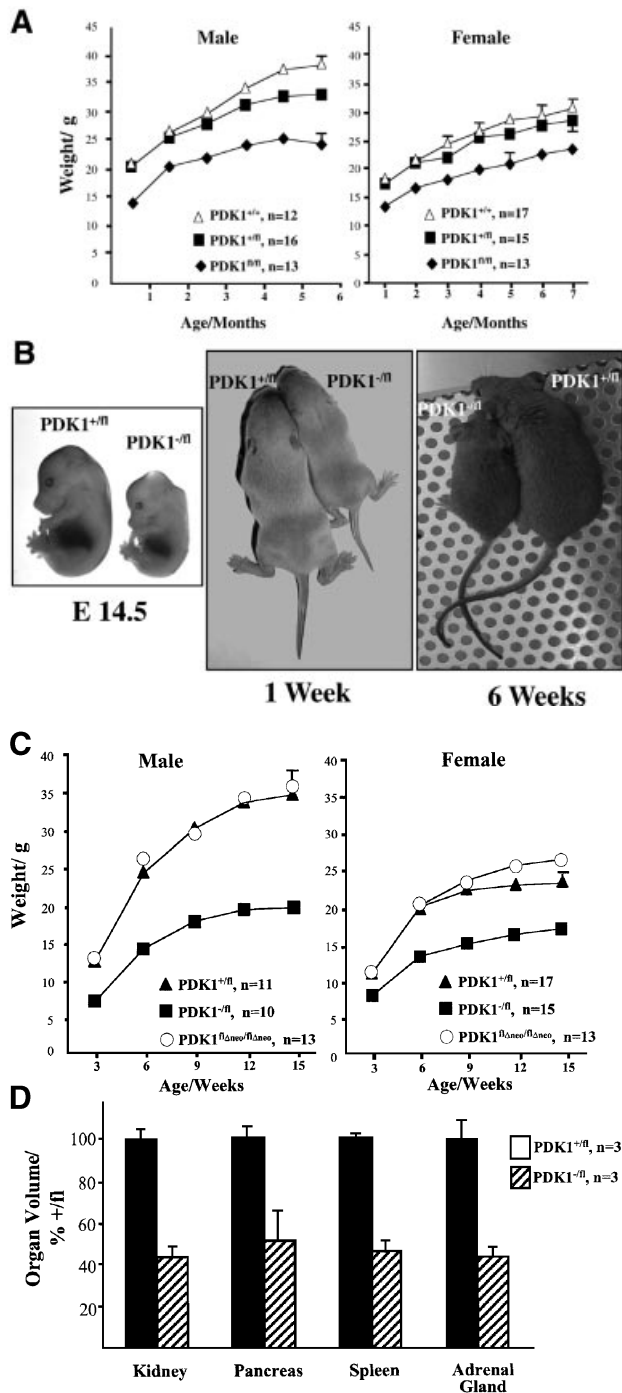 A
Male
Female
Weight/ g
45
40
35
30
25
20
15
10
5
0
PDK1+/+, n=12
PDK1+/fl, n=16
PDK1fl/fl, n=13
1 2 3 4 5 6
Age/Months
45
40
35
30
25
20
15
10
5
0
PDK1+/+, n=17
PDK1+/fl, n=15
PDK1fl/fl, n=13
1 2 3 4 5 6 7
Age/Months
B
PDK1+/fl
PDK1-/fl
E 14.5
PDK1+/fl
PDK1-/fl
1 Week
PDK1-/fl
PDK1+/fl
6 Weeks
C
Male
Female
Weight/ g
40
35
30
25
20
15
10
5
0
PDK1+/fl, n=11
PDK1-/fl, n=10
PDK1flΔneo/flΔneo, n=13
3 6 9 12 15
Age/Weeks
40
35
30
25
20
15
10
5
0
PDK1+/fl n=17
PDK1-/fl n=15
PDK1flΔneo/flΔneo n=13
3 6 9 12 15
Age/Weeks
D
Organ Volume/
% +/fl
100
80
60
40
20
PDK1+/fl, n=3
PDK1-/fl, n=3
Kidney Pancreas Spleen Adrenal
Gland